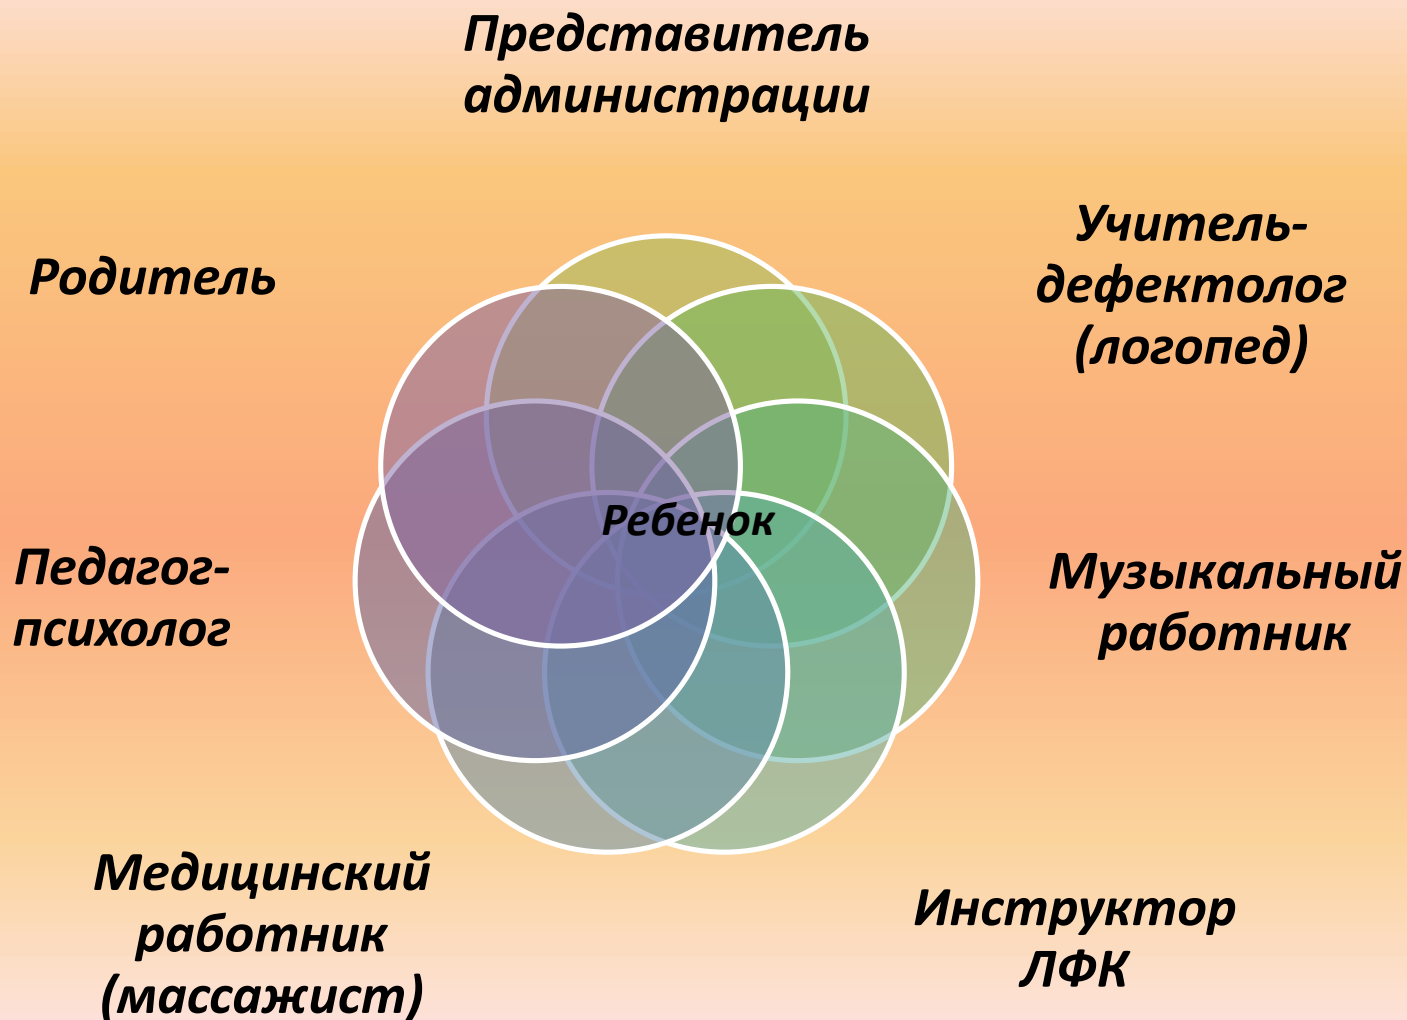 Представитель
администрации
Учитель-
дефектолог
(логопед)
Родитель
Ребенок
Педагог-
психолог
Музыкальный
работник
Медицинский
работник
(массажист)
Инструктор
ЛФК